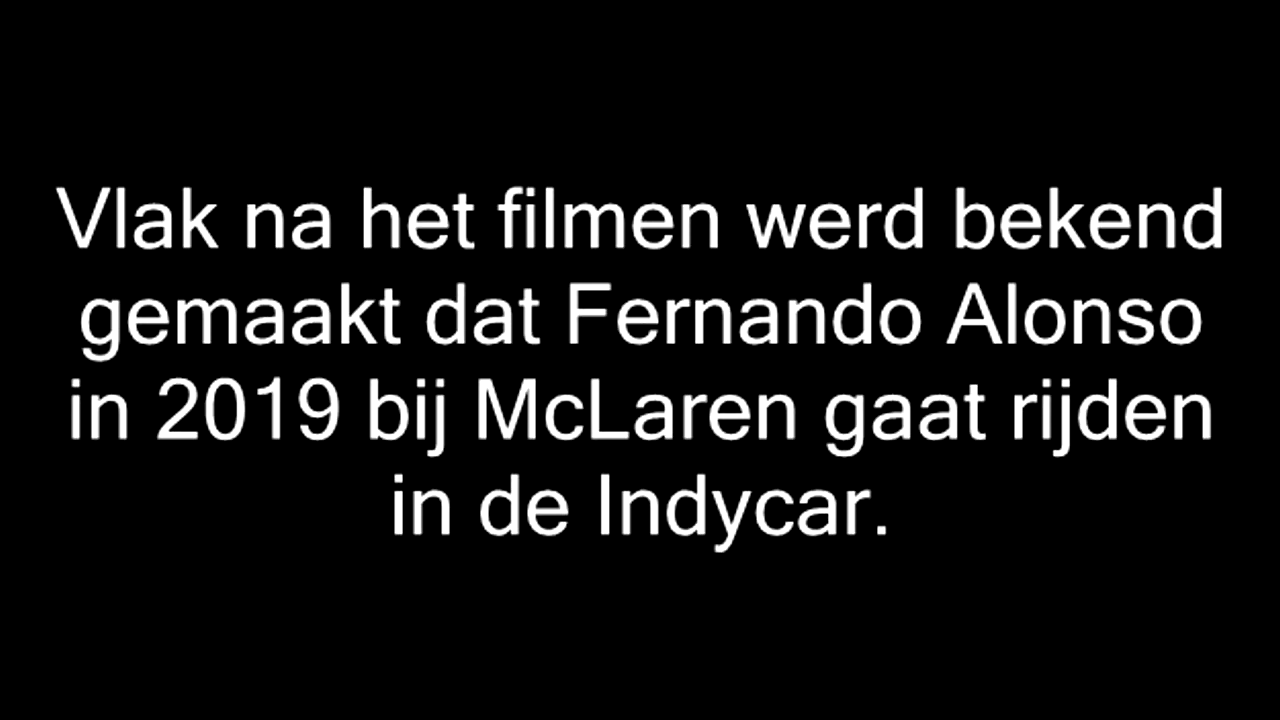 Vlak na het filmen werd bekend
gemaakt dat Fernando Alonso
in 2019 bij McLaren gaat rijden
in de Indycar.